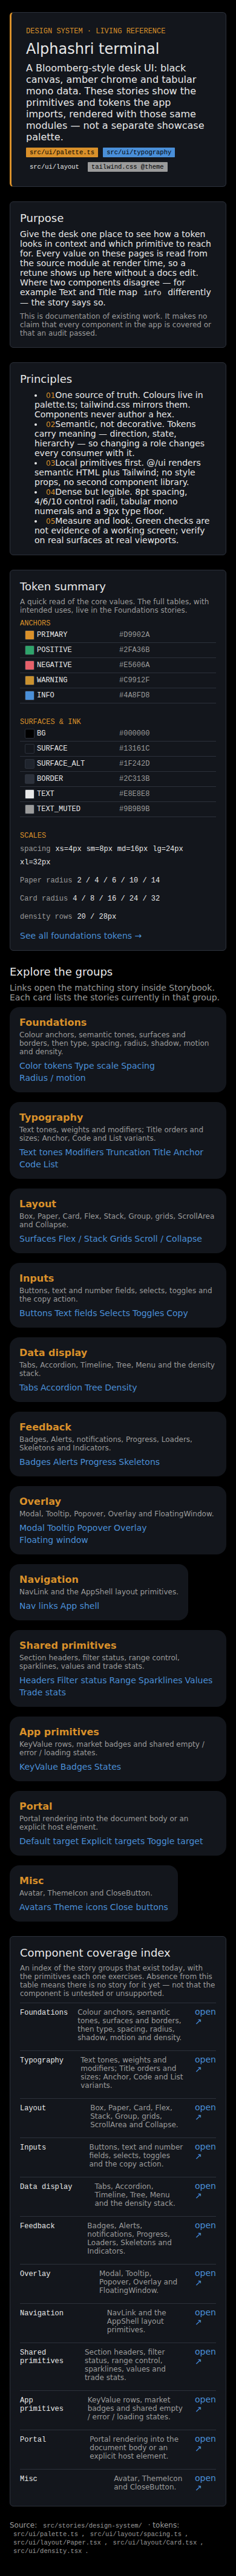 DESIGN SYSTEM · LIVING REFERENCE
Alphashri terminal
A Bloomberg-style desk UI: black
canvas, amber chrome and tabular
mono data. These stories show the
primitives and tokens the app
imports, rendered with those same
modules — not a separate showcase
palette.
src/ui/palette.ts src/ui/typography
src/ui/layout tailwind.css @theme
Purpose
Give the desk one place to see how a token
looks in context and which primitive to reach
for. Every value on these pages is read from
the source module at render time, so a
retune shows up here without a docs edit.
Where two components disagree — for
example Text and Title map info differently
— the story says so.
This is documentation of existing work. It makes no
claim that every component in the app is covered or
that an audit passed.
Principles
• 01One source of truth. Colours live in
palette.ts; tailwind.css mirrors them.
Components never author a hex.
• 02Semantic, not decorative. Tokens
carry meaning — direction, state,
hierarchy — so changing a role changes
every consumer with it.
• 03Local primitives first. @/ui renders
semantic HTML plus Tailwind; no style
props, no second component library.
• 04Dense but legible. 8pt spacing,
4/6/10 control radii, tabular mono
numerals and a 9px type floor.
• 05Measure and look. Green checks are
not evidence of a working screen; verify
on real surfaces at real viewports.
Token summary
A quick read of the core values. The full tables, with
intended uses, live in the Foundations stories.
ANCHORS
PRIMARY #D9902A
POSITIVE #2FA36B
NEGATIVE #E5606A
WARNING #C9912F
INFO #4A8FD8
SURFACES & INK
BG #000000
SURFACE #13161C
SURFACE_ALT #1F242D
BORDER #2C313B
TEXT #E8E8E8
TEXT_MUTED #9B9B9B
SCALES
spacing xs=4px sm=8px md=16px lg=24px
xl=32px
Paper radius 2 / 4 / 6 / 10 / 14
Card radius 4 / 8 / 16 / 24 / 32
density rows 20 / 28px
See all foundations tokens →
Explore the groups
Links open the matching story inside Storybook.
Each card lists the stories currently in that group.
Foundations
Colour anchors, semantic tones, surfaces and
borders, then type, spacing, radius, shadow, motion
and density.
Color tokens Type scale Spacing
Radius / motion
Typography
Text tones, weights and modifiers; Title orders and
sizes; Anchor, Code and List variants.
Text tones Modifiers Truncation Title Anchor
Code List
Layout
Box, Paper, Card, Flex, Stack, Group, grids, ScrollArea
and Collapse.
Surfaces Flex / Stack Grids Scroll / Collapse
Inputs
Buttons, text and number fields, selects, toggles and
the copy action.
Buttons Text fields Selects Toggles Copy
Data display
Tabs, Accordion, Timeline, Tree, Menu and the density
stack.
Tabs Accordion Tree Density
Feedback
Badges, Alerts, notifications, Progress, Loaders,
Skeletons and Indicators.
Badges Alerts Progress Skeletons
Overlay
Modal, Tooltip, Popover, Overlay and FloatingWindow.
Modal Tooltip Popover Overlay
Floating window
Navigation
NavLink and the AppShell layout primitives.
Nav links App shell
Shared primitives
Section headers, filter status, range control,
sparklines, values and trade stats.
Headers Filter status Range Sparklines Values
Trade stats
App primitives
KeyValue rows, market badges and shared empty /
error / loading states.
KeyValue Badges States
Portal
Portal rendering into the document body or an
explicit host element.
Default target Explicit targets Toggle target
Misc
Avatar, ThemeIcon and CloseButton.
Avatars Theme icons Close buttons
Component coverage index
An index of the story groups that exist today, with
the primitives each one exercises. Absence from this
table means there is no story for it yet — not that the
component is untested or unsupported.
Foundations Colour anchors, semantic open
tones, surfaces and borders, ↗
then type, spacing, radius,
shadow, motion and density.
Typography Text tones, weights and open
modifiers; Title orders and ↗
sizes; Anchor, Code and List
variants.
Layout Box, Paper, Card, Flex, open
Stack, Group, grids, ↗
ScrollArea and Collapse.
Inputs Buttons, text and number open
fields, selects, toggles and ↗
the copy action.
Data display Tabs, Accordion, open
Timeline, Tree, Menu ↗
and the density stack.
Feedback Badges, Alerts, open
notifications, Progress, ↗
Loaders, Skeletons and
Indicators.
Overlay Modal, Tooltip, open
Popover, Overlay and ↗
FloatingWindow.
Navigation NavLink and the open
AppShell layout ↗
primitives.
Shared Section headers, filter open
primitives status, range control, ↗
sparklines, values and
trade stats.
App KeyValue rows, market open
primitives badges and shared empty ↗
/ error / loading states.
Portal Portal rendering into the open
document body or an ↗
explicit host element.
Misc Avatar, ThemeIcon open
and CloseButton. ↗
Source: src/stories/design-system/ · tokens:
src/ui/palette.ts , src/ui/layout/spacing.ts ,
src/ui/layout/Paper.tsx , src/ui/layout/Card.tsx ,
src/ui/density.tsx .